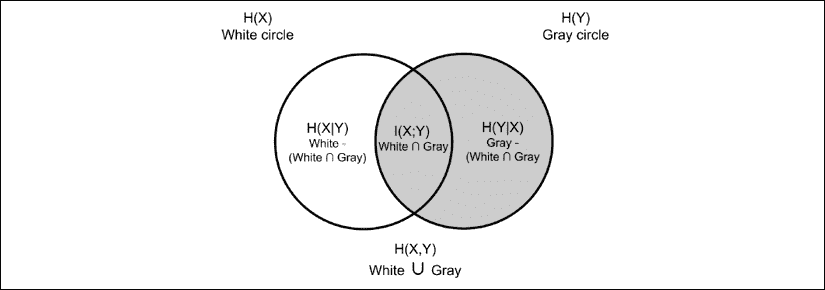 H(X)
White circle
H(Y)
Gray circle
H(X|Y)
White -
(White ∩ Gray)
I(X;Y)
White ∩ Gray
H(Y|X)
Gray -
(White ∩ Gray
H(X,Y)
White ∪ Gray